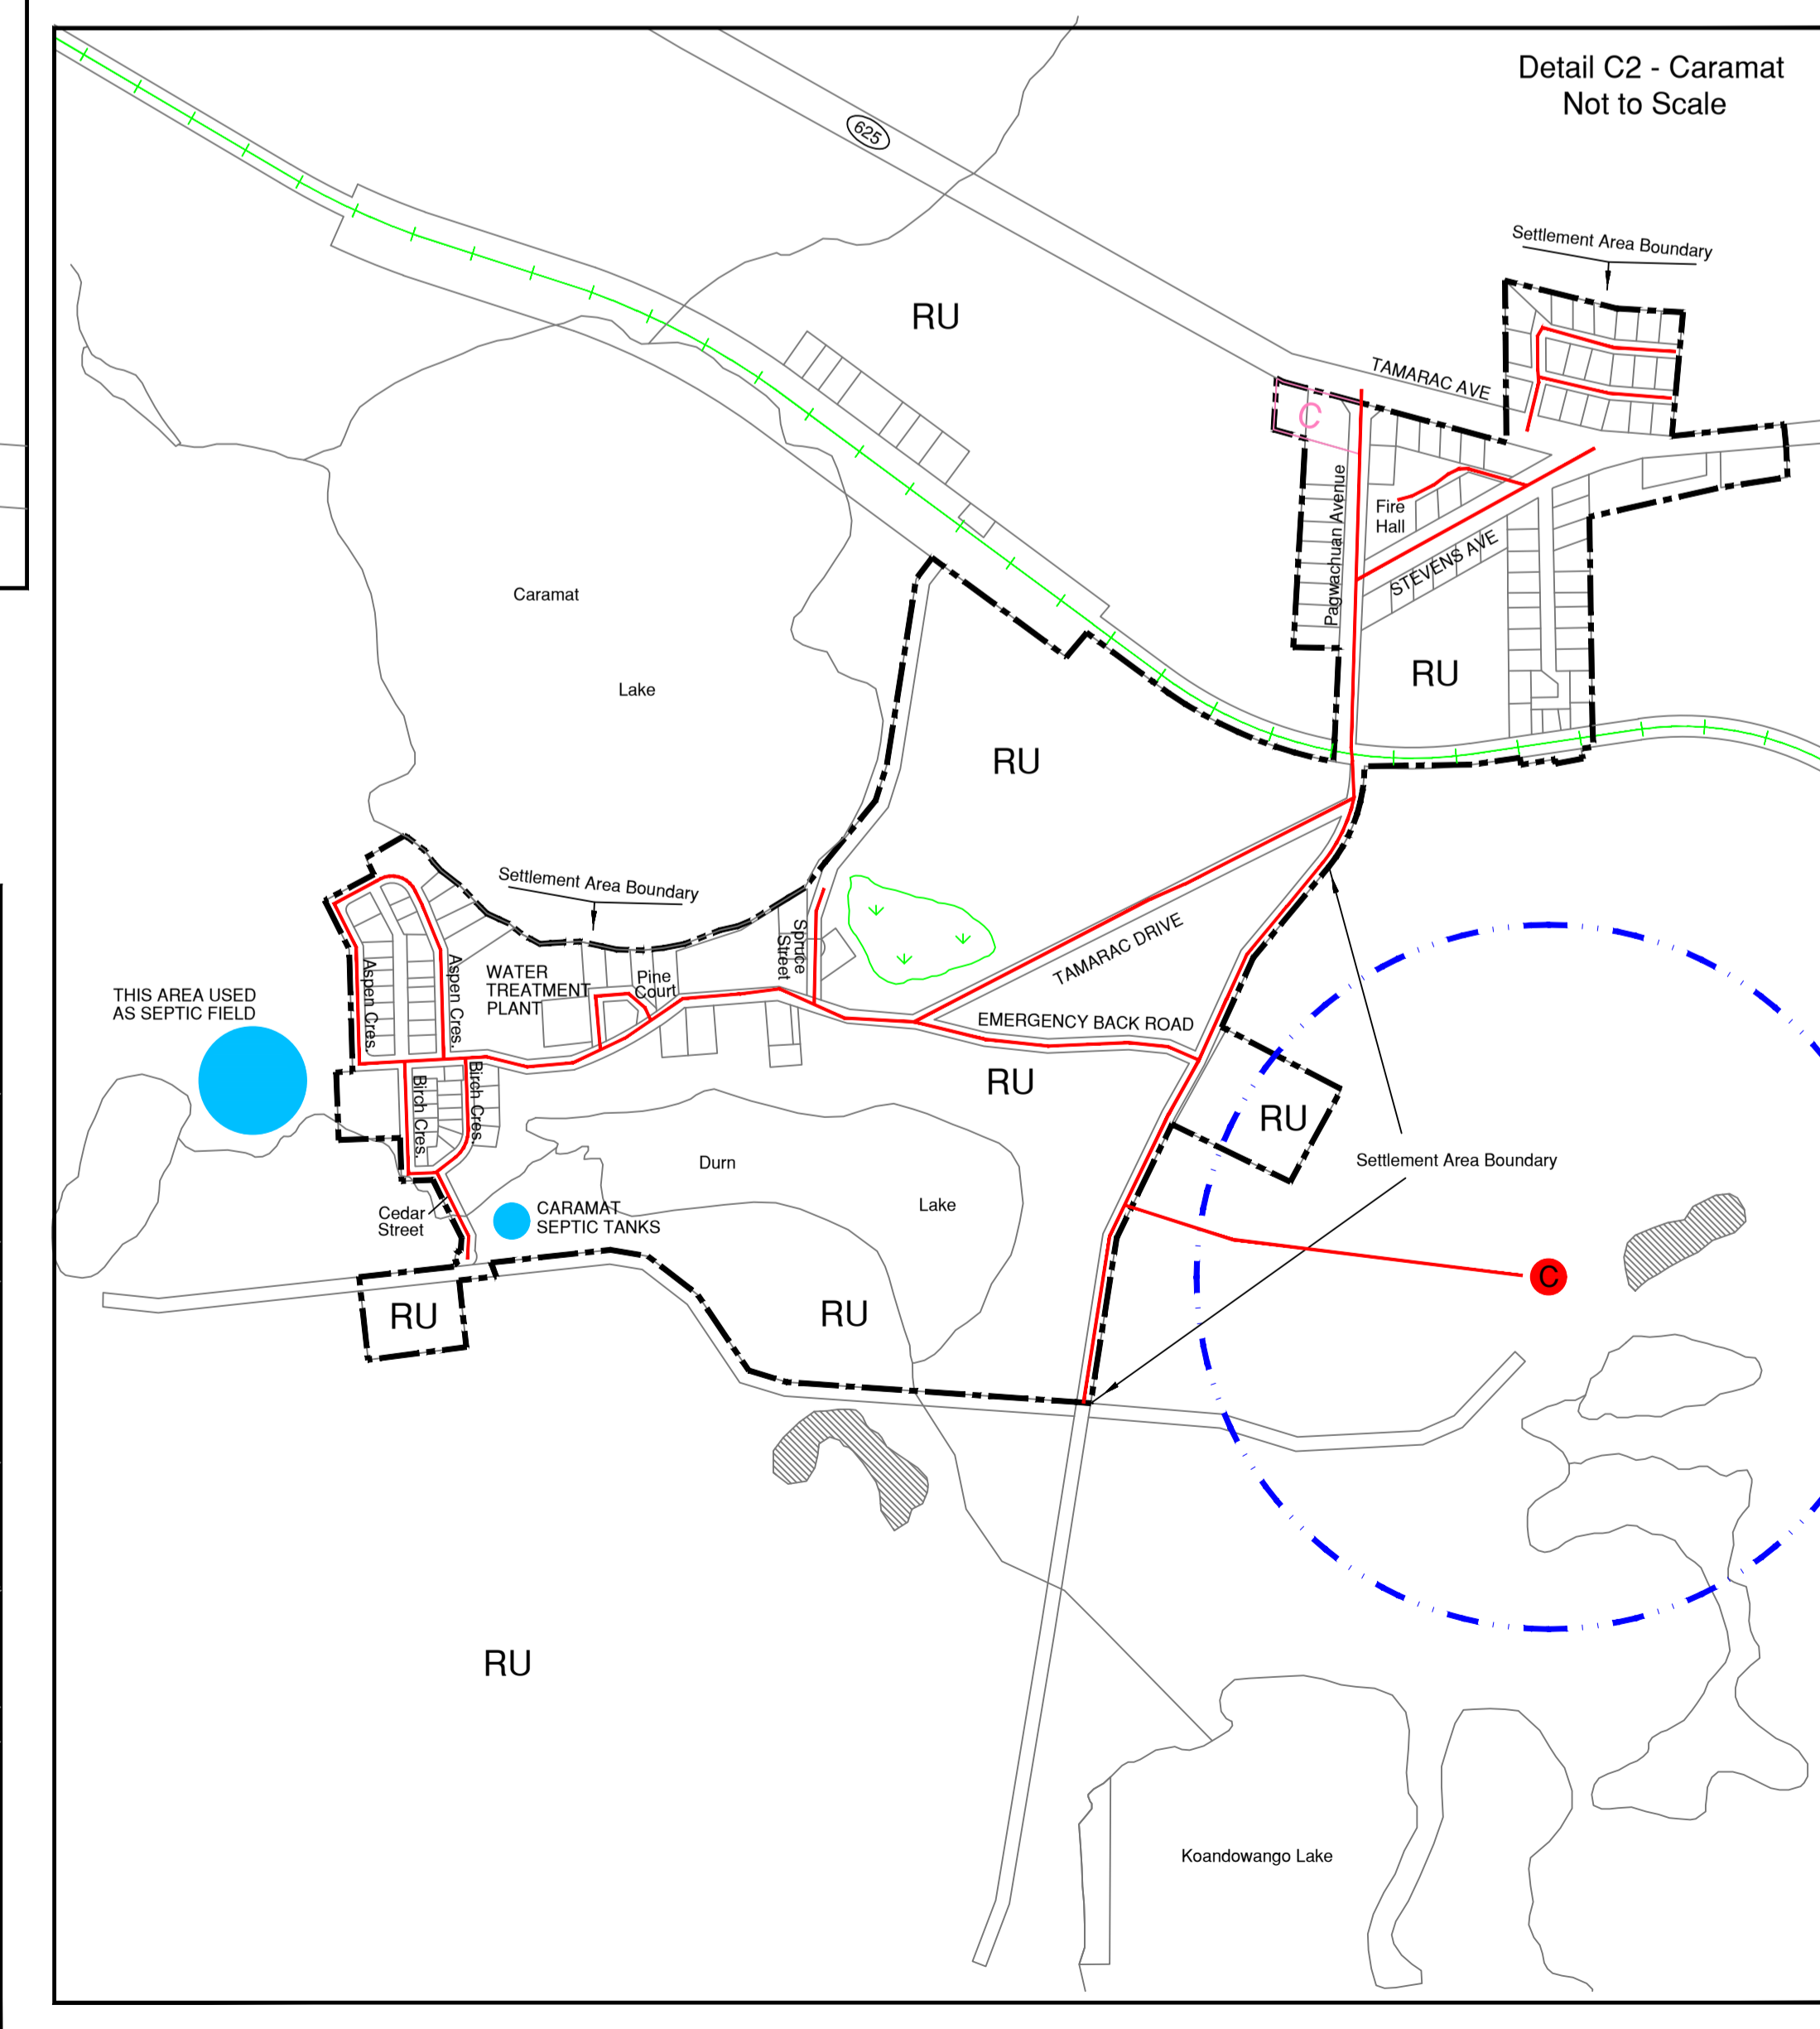 Detail C2 - Caramat
Not to Scale
625
Settlement Area Boundary
RU
TAMARAC AVE
C
Pagwachuan Avenue
Fire
Hall
STEVENS AVE
Caramat
Lake
RU
RU
Settlement Area Boundary
Spruce
Street
TAMARAC DRIVE
WATER
TREATMENT
PLANT
Pine
Court
Aspen Cres.
Aspen Cres.
THIS AREA USED
AS SEPTIC FIELD
EMERGENCY BACK ROAD
RU
Birch Cres.
Birch Cres.
RU
Durn
Lake
Settlement Area Boundary
Cedar
Street
CARAMAT
SEPTIC TANKS
C
RU
RU
RU
Koandowango Lake